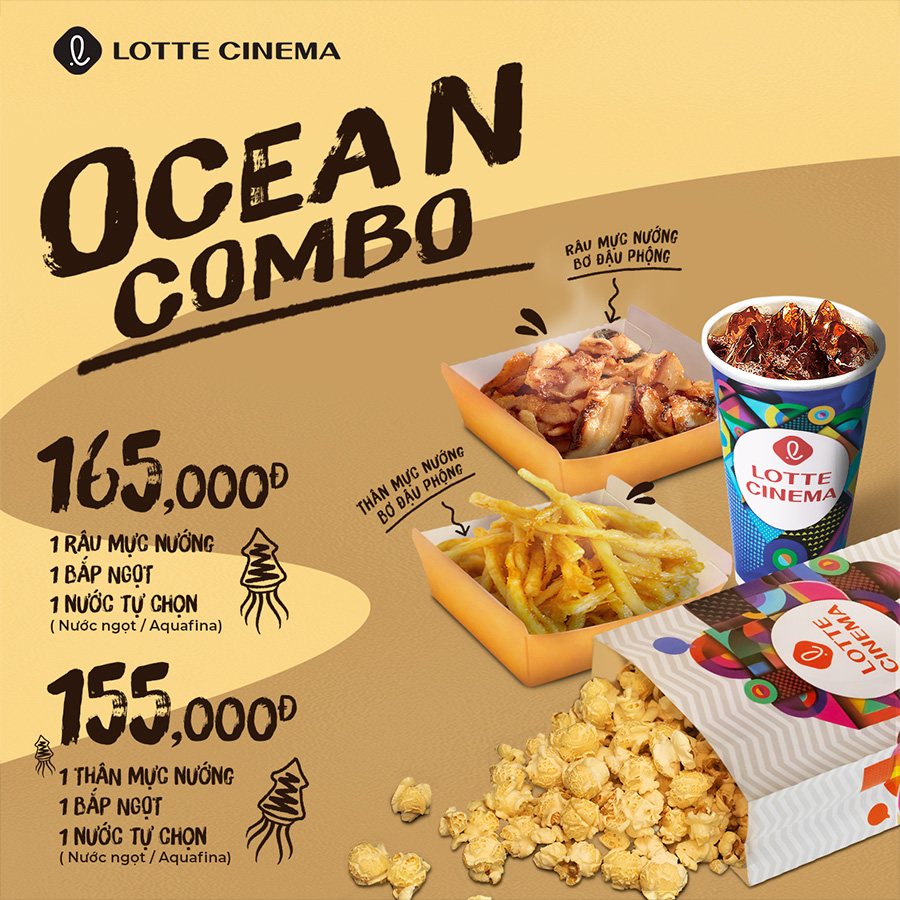 LOTTE CINEMA
OCEAN
COMBO
RÂU MỰC NƯỚNG
BƠ ĐẬU PHỘNG
LOTTE
CINEMA
THÂN MỰC NƯỚNG
BƠ ĐẬU PHỘNG
165,000Đ
1 RÂU MỰC NƯỚNG
1 BẮP NGỌT
1 NƯỚC TỰ CHỌN
( Nước ngọt / Aquafina)
LOTTE
CINEMA
155,000Đ
1 THÂN MỰC NƯỚNG
1 BẮP NGỌT
1 NƯỚC TỰ CHỌN
( Nước ngọt / Aquafina)